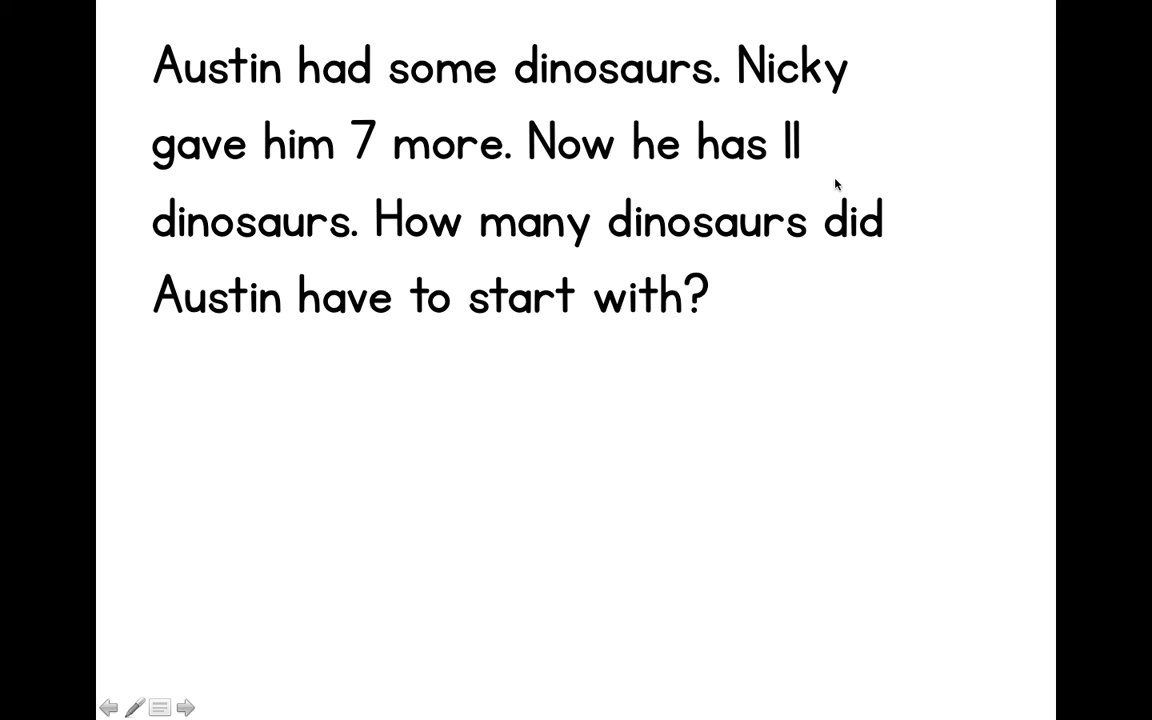 Austin had some dinosaurs. Nicky
gave him 7 more. Now he has 11
dinosaurs. How many dinosaurs did
Austin have to start with?